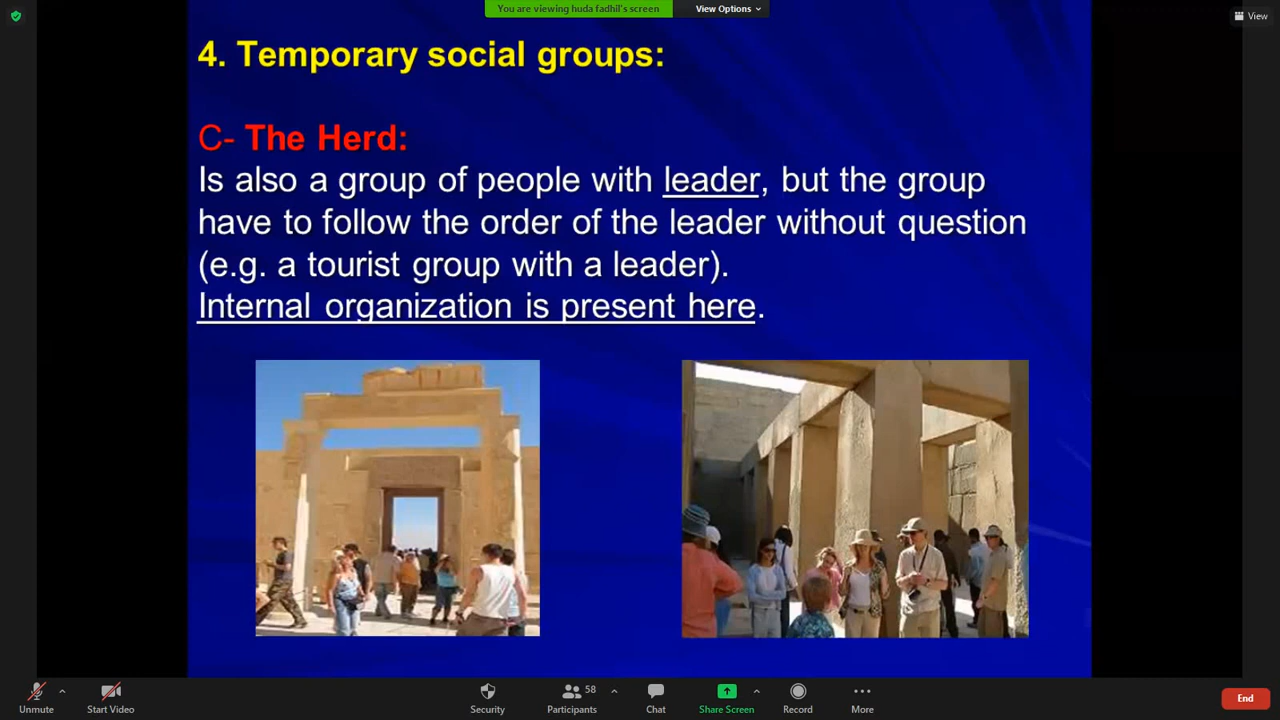 You are viewing huda fadhil's screen
View Options
View
4. Temporary social groups:
C- The Herd:
Is also a group of people with leader, but the group
have to follow the order of the leader without question
(e.g. a tourist group with a leader).
Internal organization is present here.
Unmute
Start Video
Security
Participants
58
Chat
Share Screen
Record
More
End